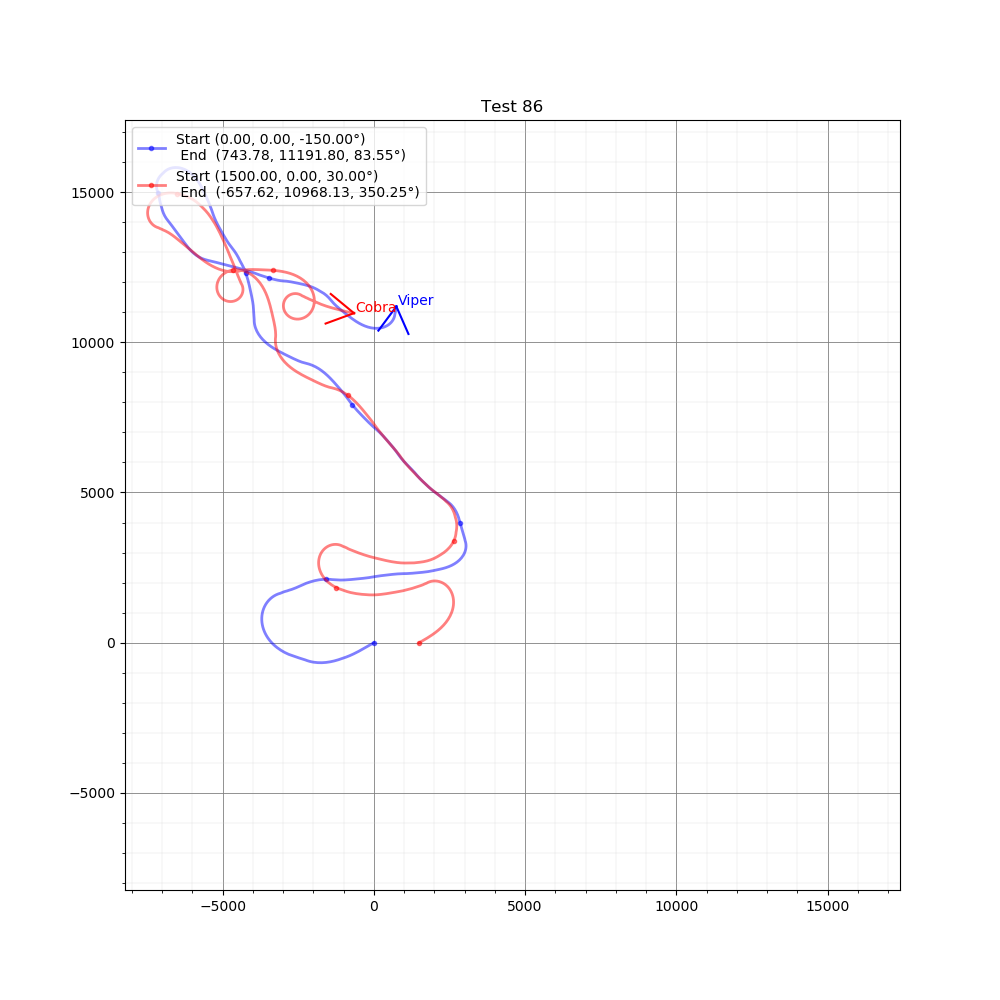 Test 86
Start (0.00, 0.00, -150.00°)
End (743.78, 11191.80, 83.55°)
Start (1500.00, 0.00, 30.00°)
End (-657.62, 10968.13, 350.25°)
15000
10000
5000
0
−5000
Cobra
Viper
−5000
0
5000
10000
15000